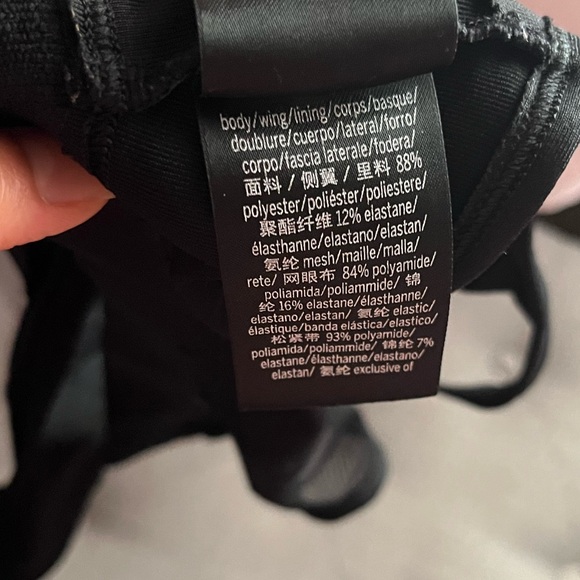 body/wing/lining/corps/basque/
doublure/cuerpo/lateral/forro/
corpo/fascia laterale/fodera/
面料 / 侧翼 / 里料 88%
polyester/poliéster/poliestere/
聚酯纤维 12% elastane/
élasthanne/elastano/elastan/
氨纶 mesh/maille/malla/
rete/ 网眼布 84% polyamide/
poliamida/poliammide/ 锦
纶 16% elastane/élasthanne/
elastano/elastan/ 氨纶 elastic/
élastique/banda elástica/elastico/
松紧带 93% polyamide/
poliamida/poliammide/ 锦纶 7%
elastane/élasthanne/elastano/
elastan/ 氨纶 exclusive of